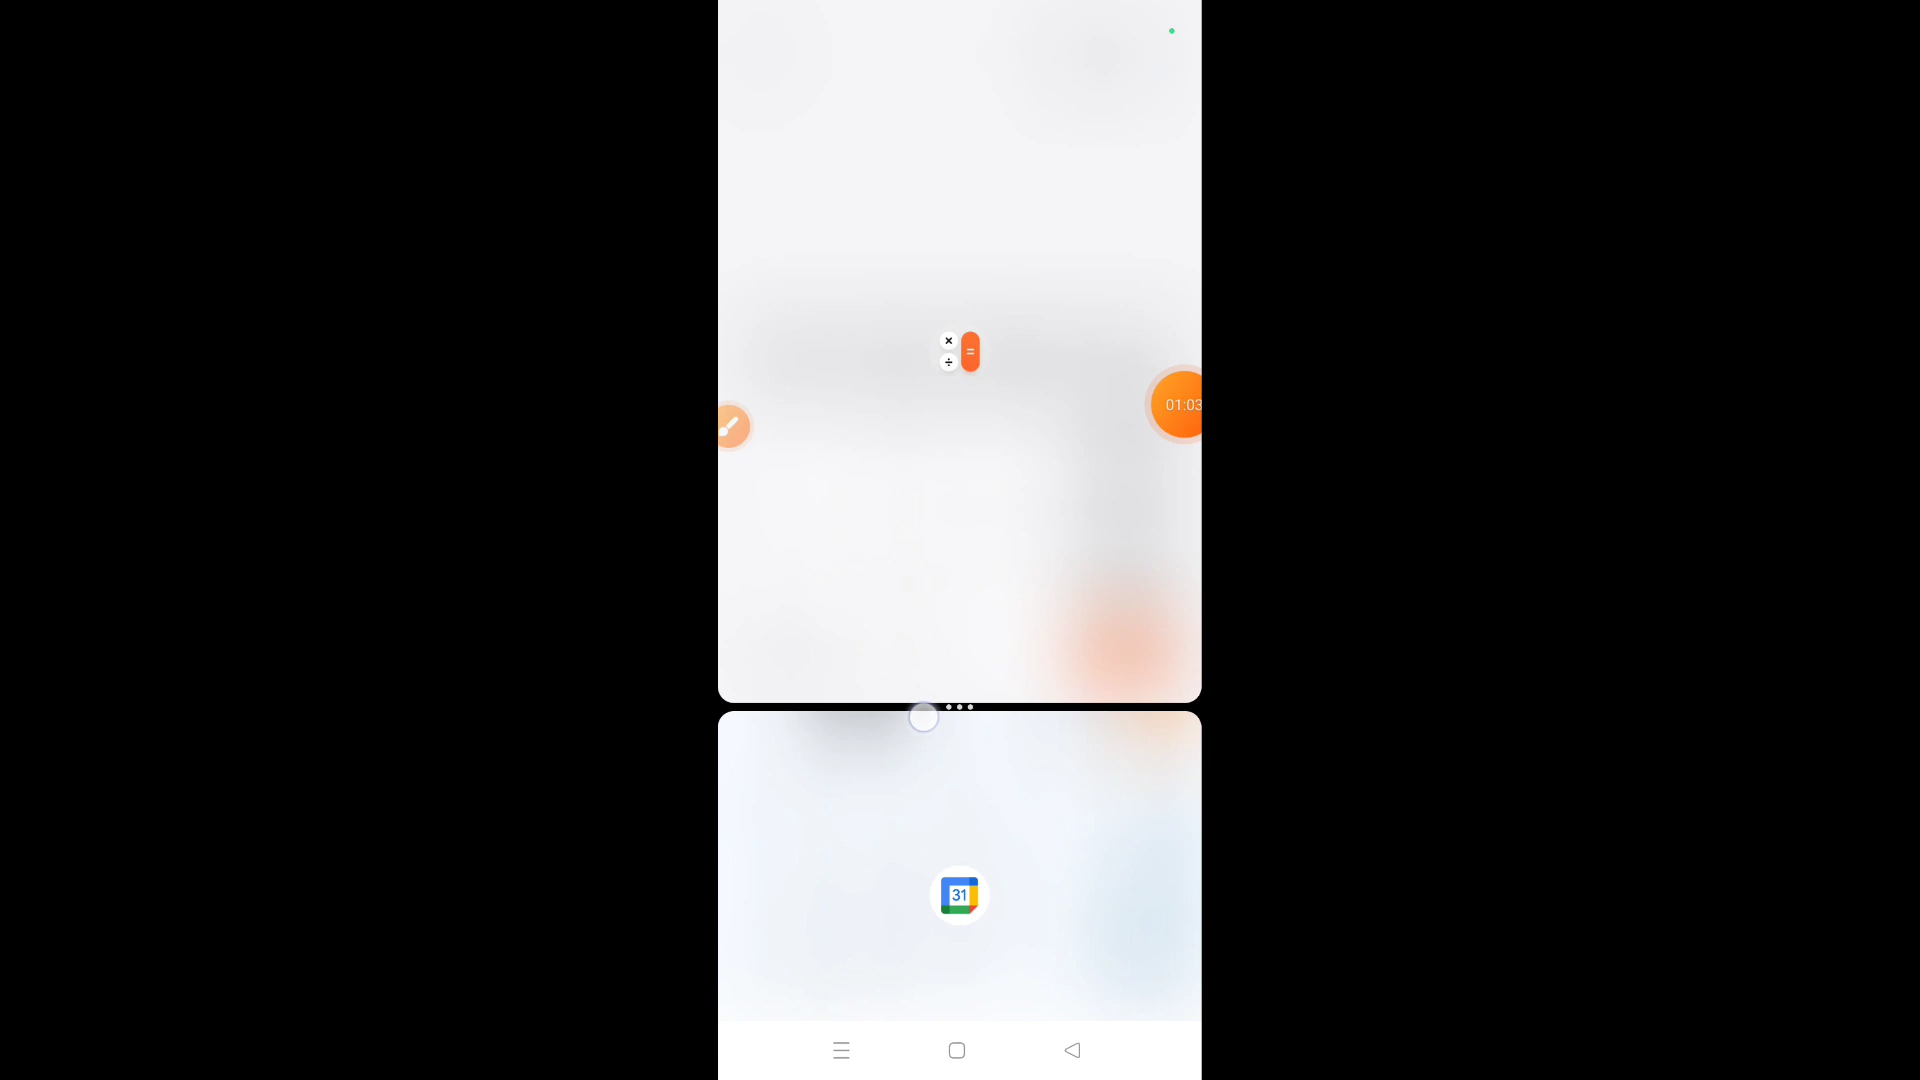 × =
÷
01:03
31